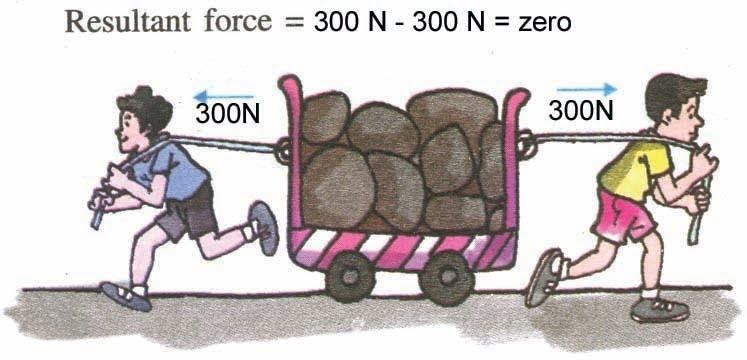 Resultant force = 300 N - 300 N = zero
300N
300N